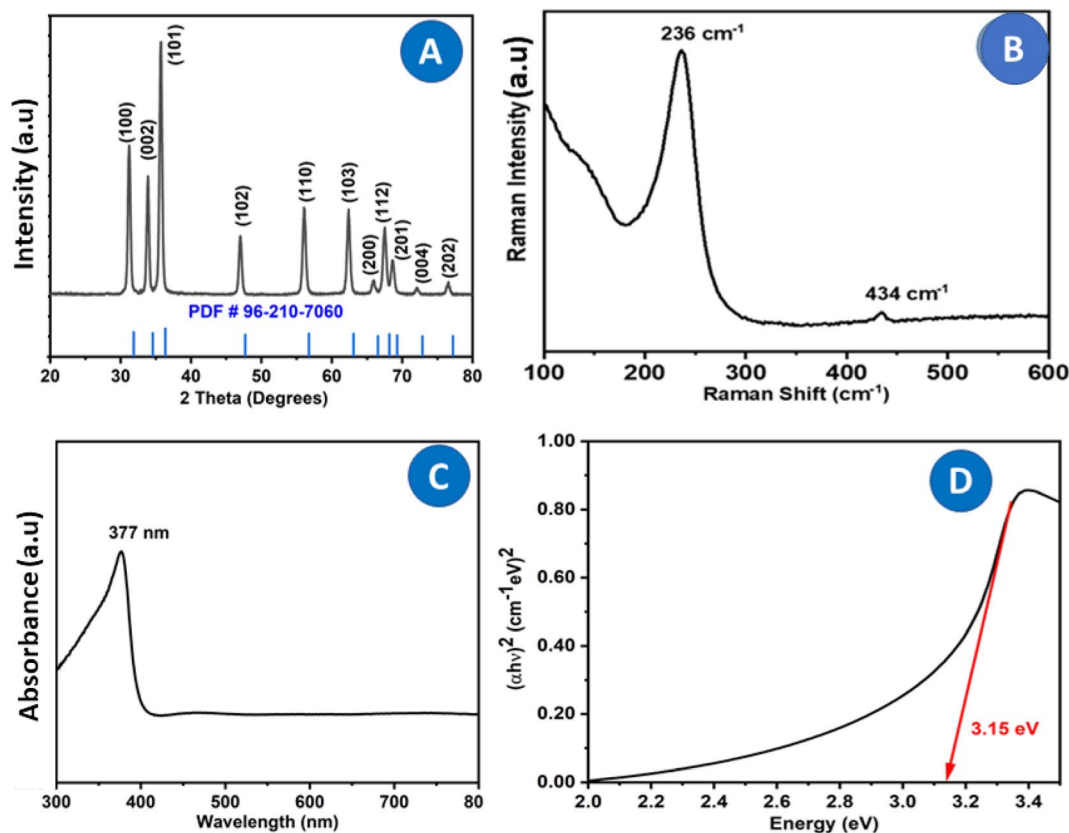 A
Intensity (a.u)
(100)
(002)
(101)
(102)
(110)
(103)
(200)
(112)
(201)
(004)
(202)
PDF # 96-210-7060
20 30 40 50 60 70 80
2 Theta (Degrees)
B
Raman Intensity (a.u)
236 cm⁻¹
434 cm⁻¹
100 200 300 400 500 600
Raman Shift (cm⁻¹)
C
Absorbance (a.u)
377 nm
300 400 500 600 700 80
Wavelength (nm)
D
(αhν)² (cm⁻¹eV)²
1.00
0.80
0.60
0.40
0.20
0.00
3.15 eV
2.0 2.2 2.4 2.6 2.8 3.0 3.2 3.4
Energy (eV)